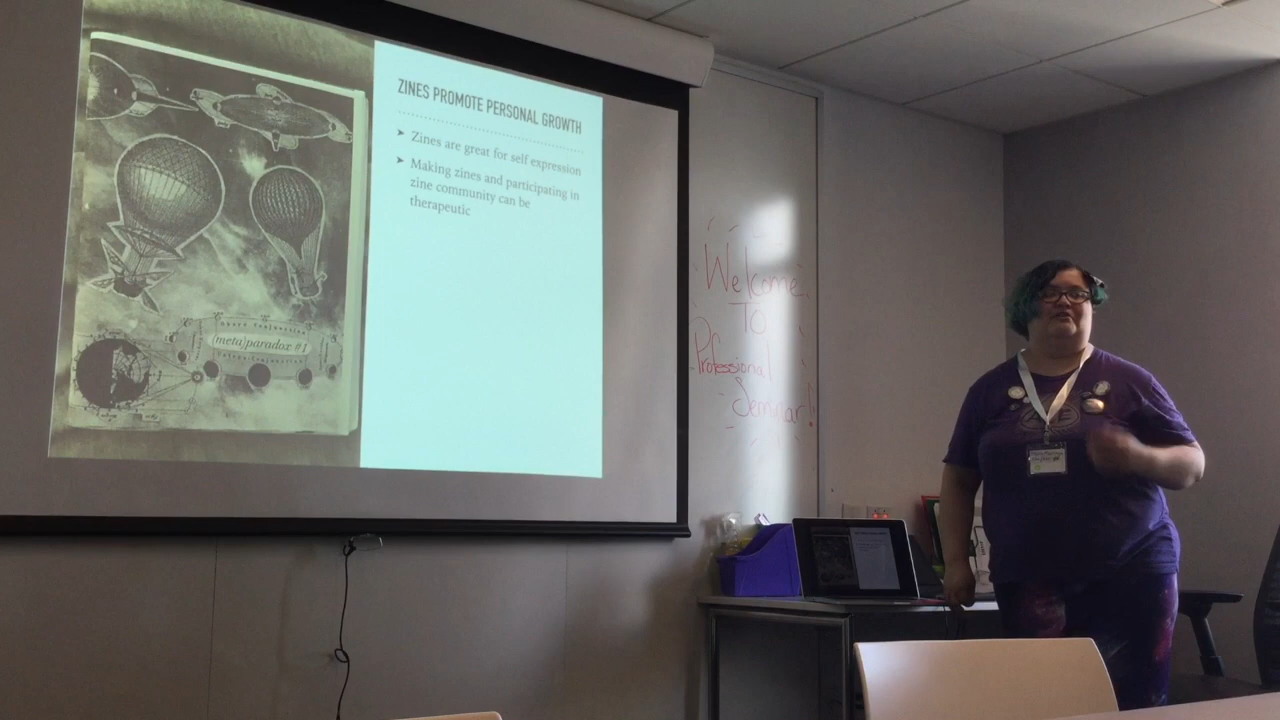 ZINES PROMOTE PERSONAL GROWTH
➤ Zines are great for self expression
➤ Making zines and participating in
zine community can be
therapeutic
(meta)paradox #1
Welcome
To
Professional
Seminar!